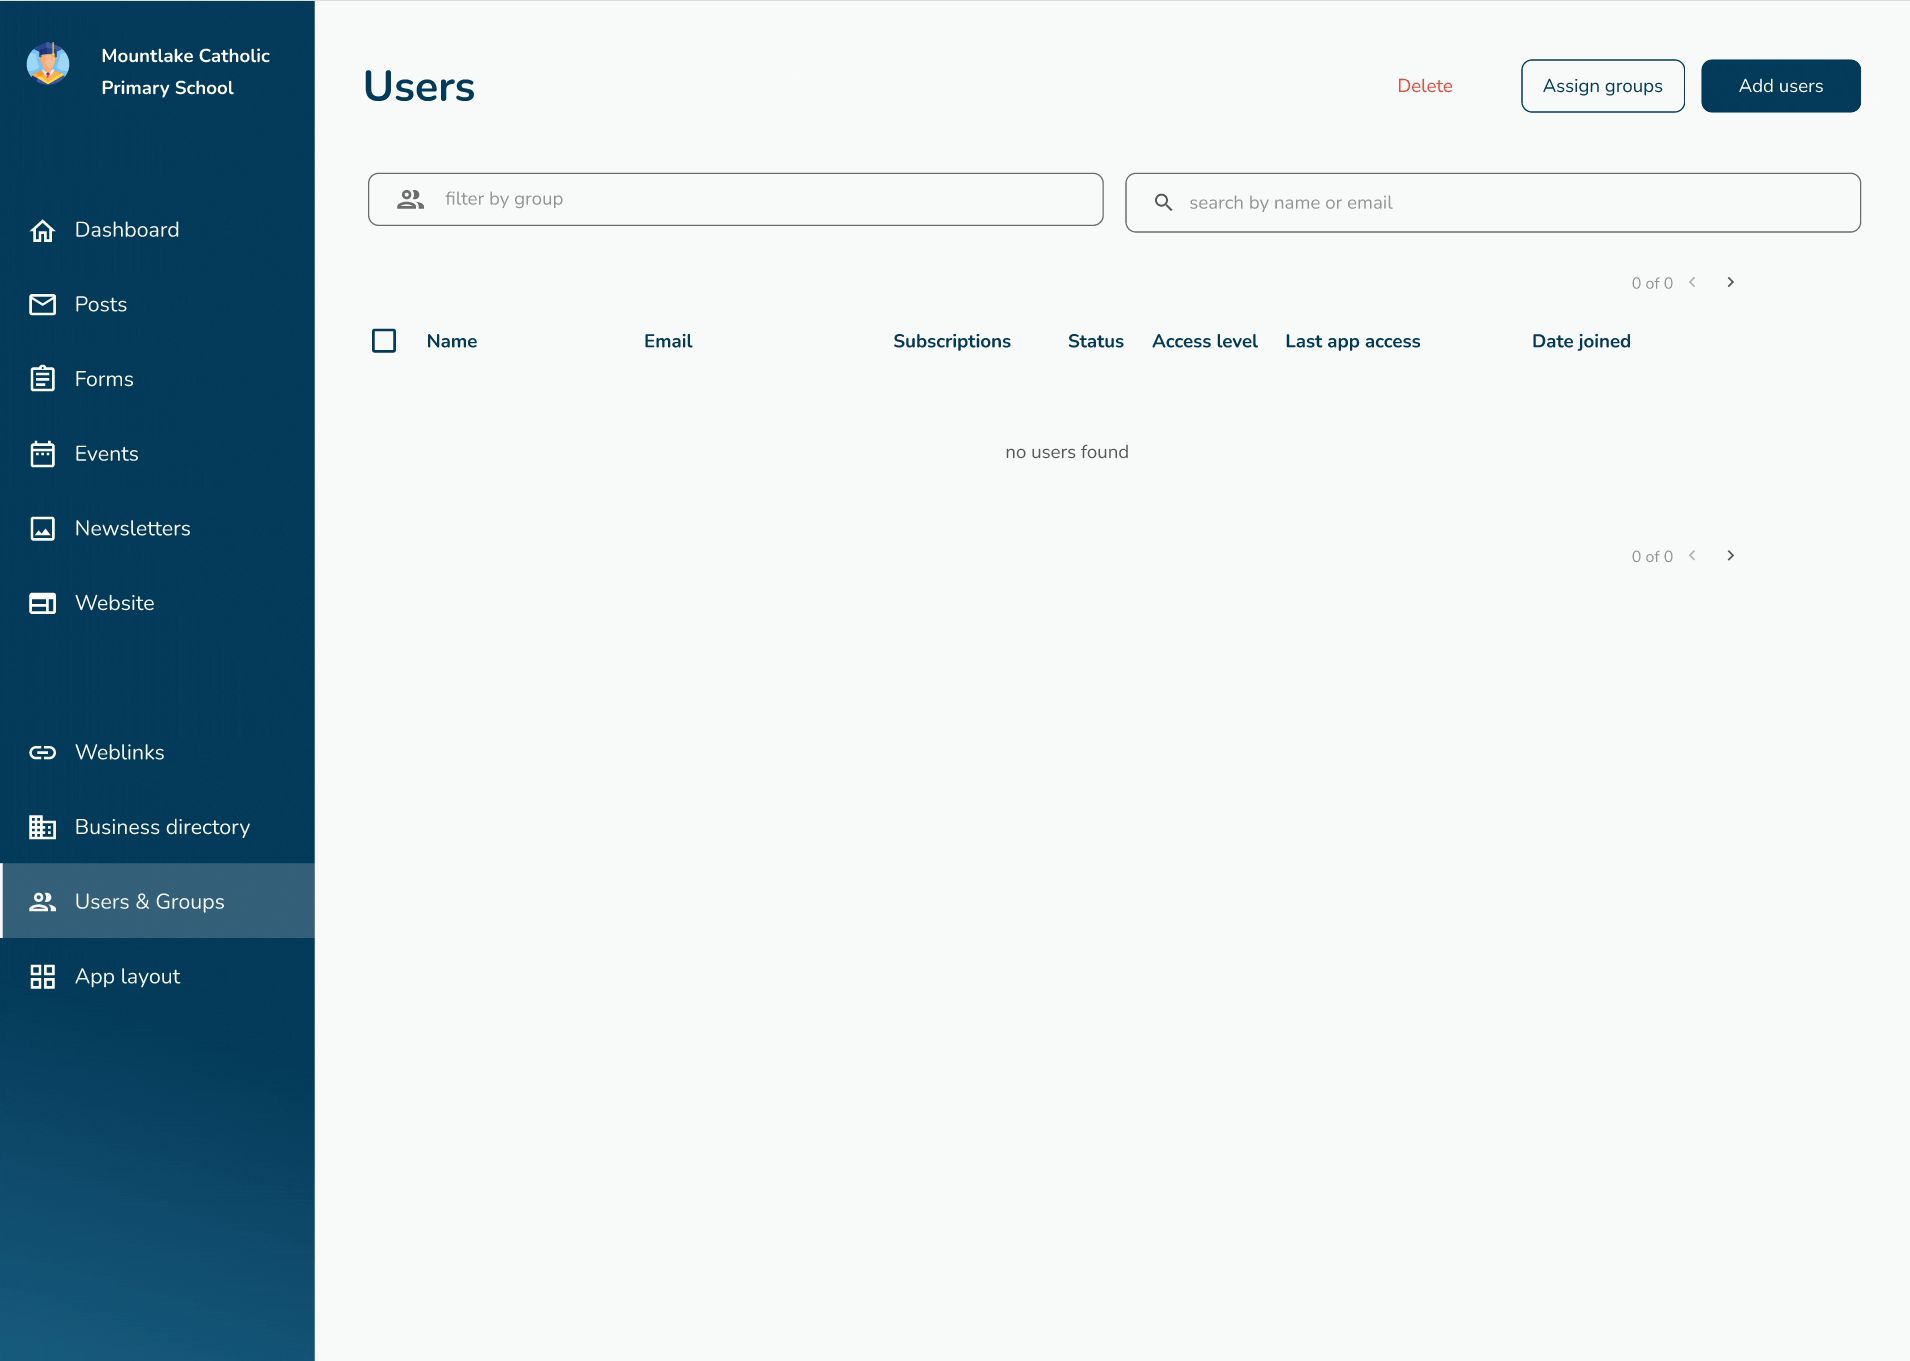 Mountlake Catholic
Primary School
Dashboard
Posts
Forms
Events
Newsletters
Website
Weblinks
Business directory
Users & Groups
App layout
Users
Delete
Assign groups
Add users
filter by group
search by name or email
0 of 0
Name Email Subscriptions Status Access level Last app access Date joined
no users found
0 of 0